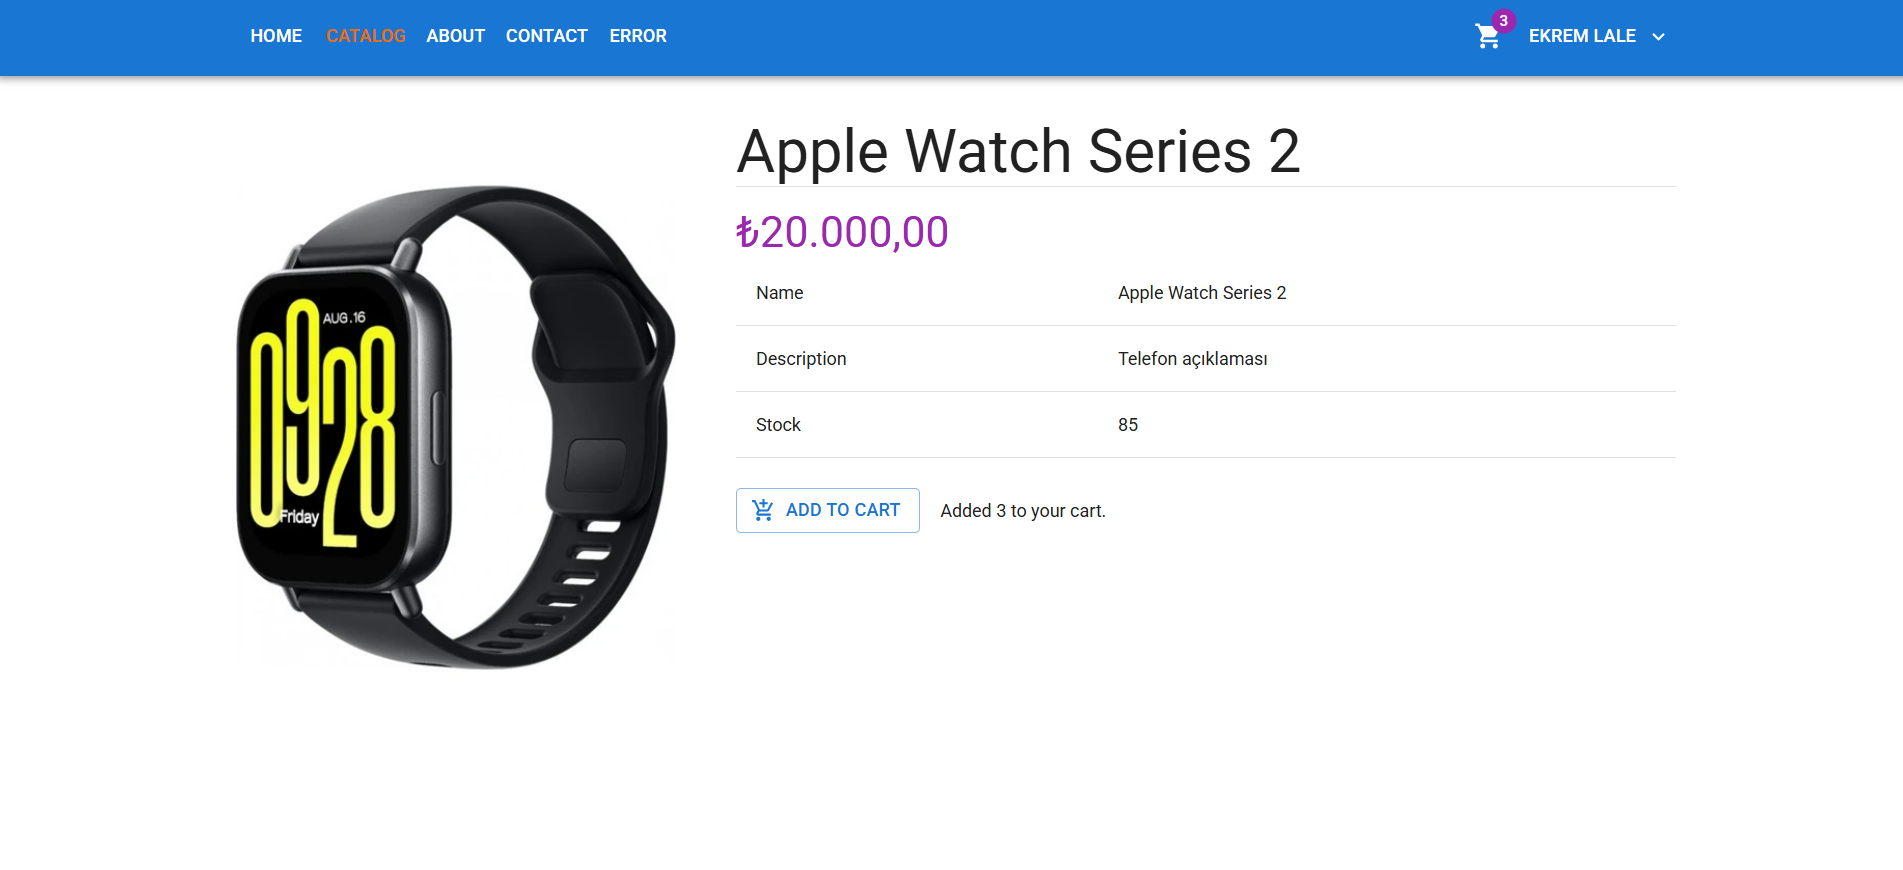 HOME CATALOG ABOUT CONTACT ERROR 3 EKREM LALE
Apple Watch Series 2
₺20.000,00
Name Apple Watch Series 2
Description Telefon açıklaması
Stock 85
ADD TO CART Added 3 to your cart.
AUG.16
0928
Friday